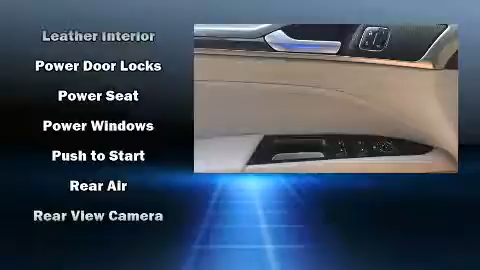 Leather Interior
Power Door Locks
Power Seat
Power Windows
Push to Start
Rear Air
Rear View Camera